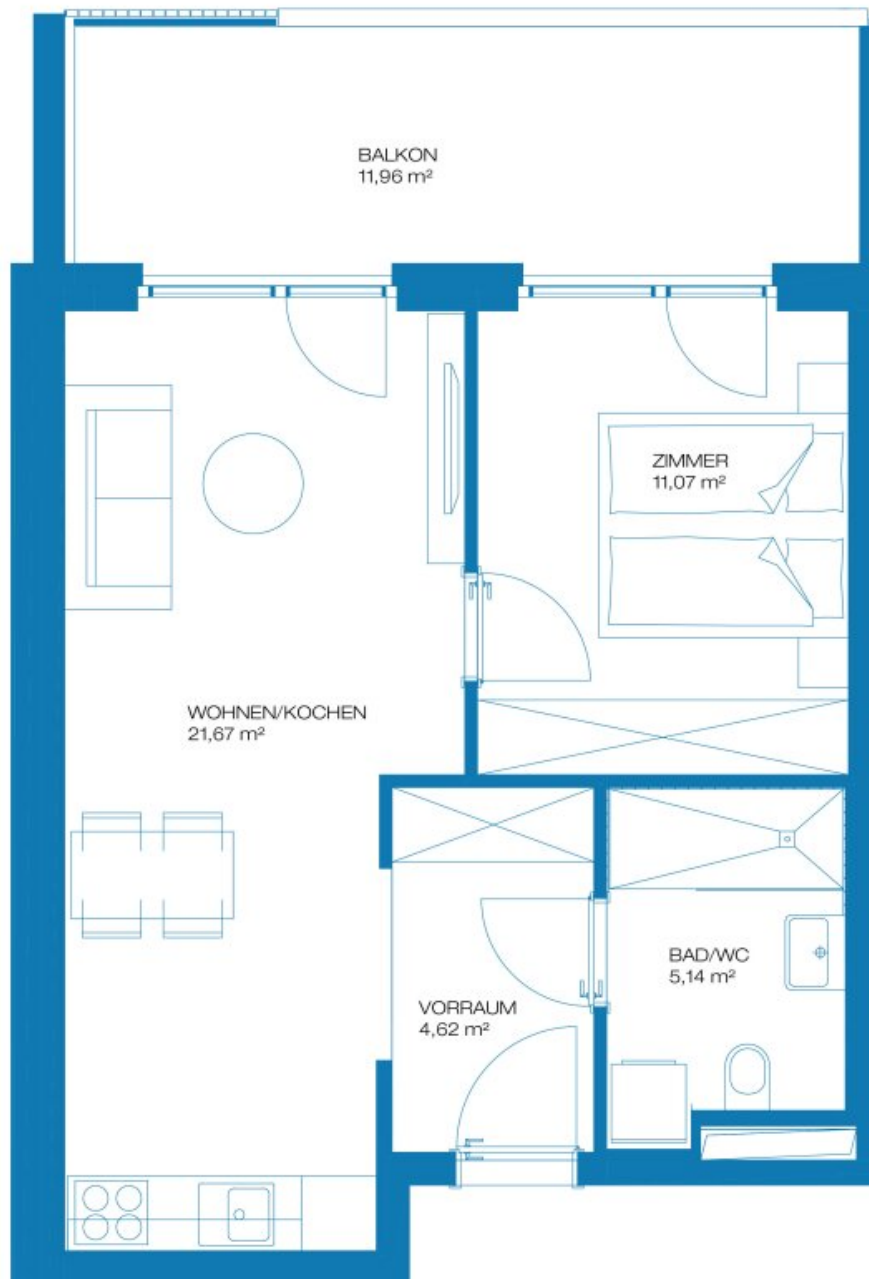 BALKON
11,96 m²
ZIMMER
11,07 m²
WOHNEN/KOCHEN
21,67 m²
BAD/WC
5,14 m²
VORRAUM
4,62 m²